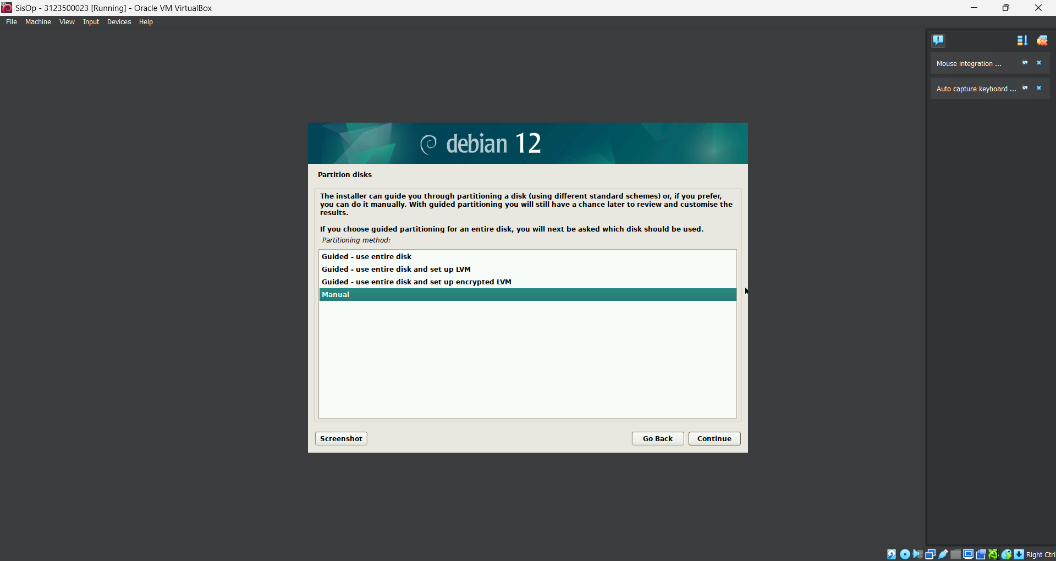 SisOp - 3123500023 [Running] - Oracle VM VirtualBox
File Machine View Input Devices Help
Mouse integration ...
Auto capture keyboard ...
debian 12
Partition disks
The installer can guide you through partitioning a disk (using different standard schemes) or, if you prefer,
you can do it manually. With guided partitioning you will still have a chance later to review and customise the
results.
If you choose guided partitioning for an entire disk, you will next be asked which disk should be used.
Partitioning method:
Guided - use entire disk
Guided - use entire disk and set up LVM
Guided - use entire disk and set up encrypted LVM
Manual
Screenshot
Go Back
Continue
Right Ctrl